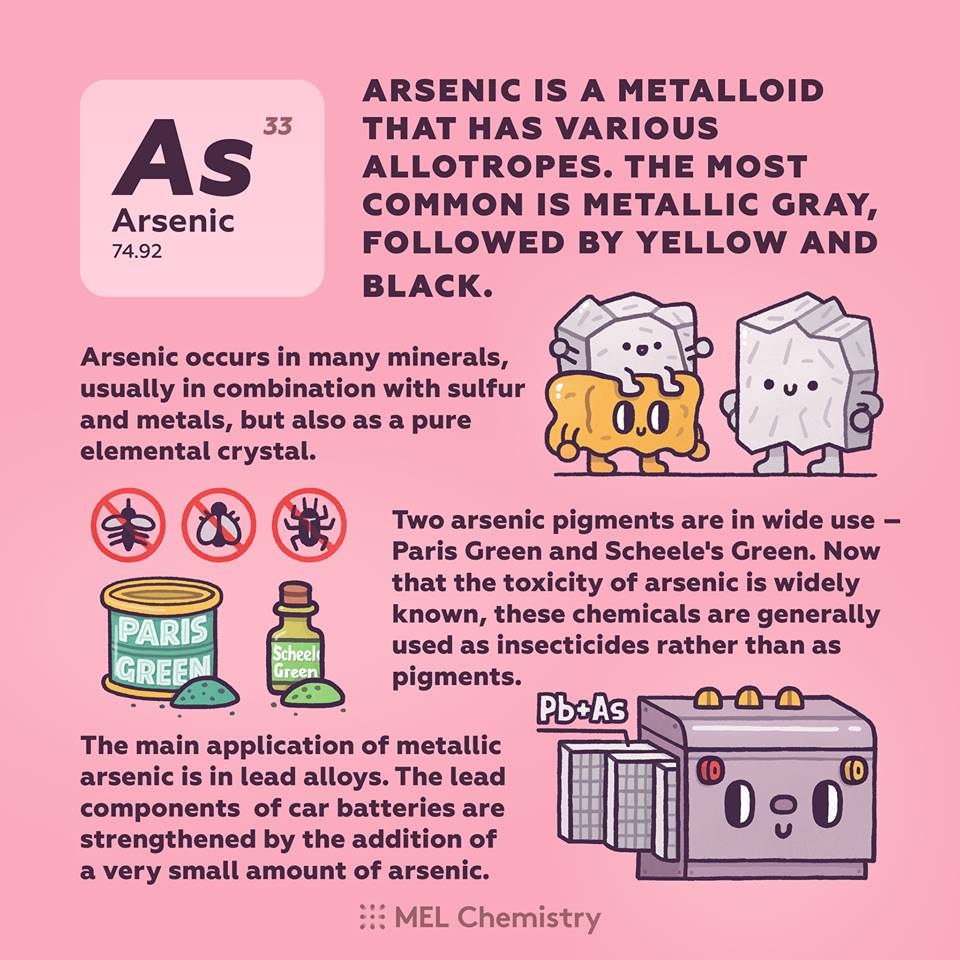 As
33
Arsenic
74.92
ARSENIC IS A METALLOID
THAT HAS VARIOUS
ALLOTROPES. THE MOST
COMMON IS METALLIC GRAY,
FOLLOWED BY YELLOW AND
BLACK.
Arsenic occurs in many minerals,
usually in combination with sulfur
and metals, but also as a pure
elemental crystal.
Two arsenic pigments are in wide use –
Paris Green and Scheele's Green. Now
that the toxicity of arsenic is widely
known, these chemicals are generally
used as insecticides rather than as
pigments.
PARIS
GREEN
Scheele
Green
Pb+As
The main application of metallic
arsenic is in lead alloys. The lead
components of car batteries are
strengthened by the addition of
a very small amount of arsenic.
MEL Chemistry